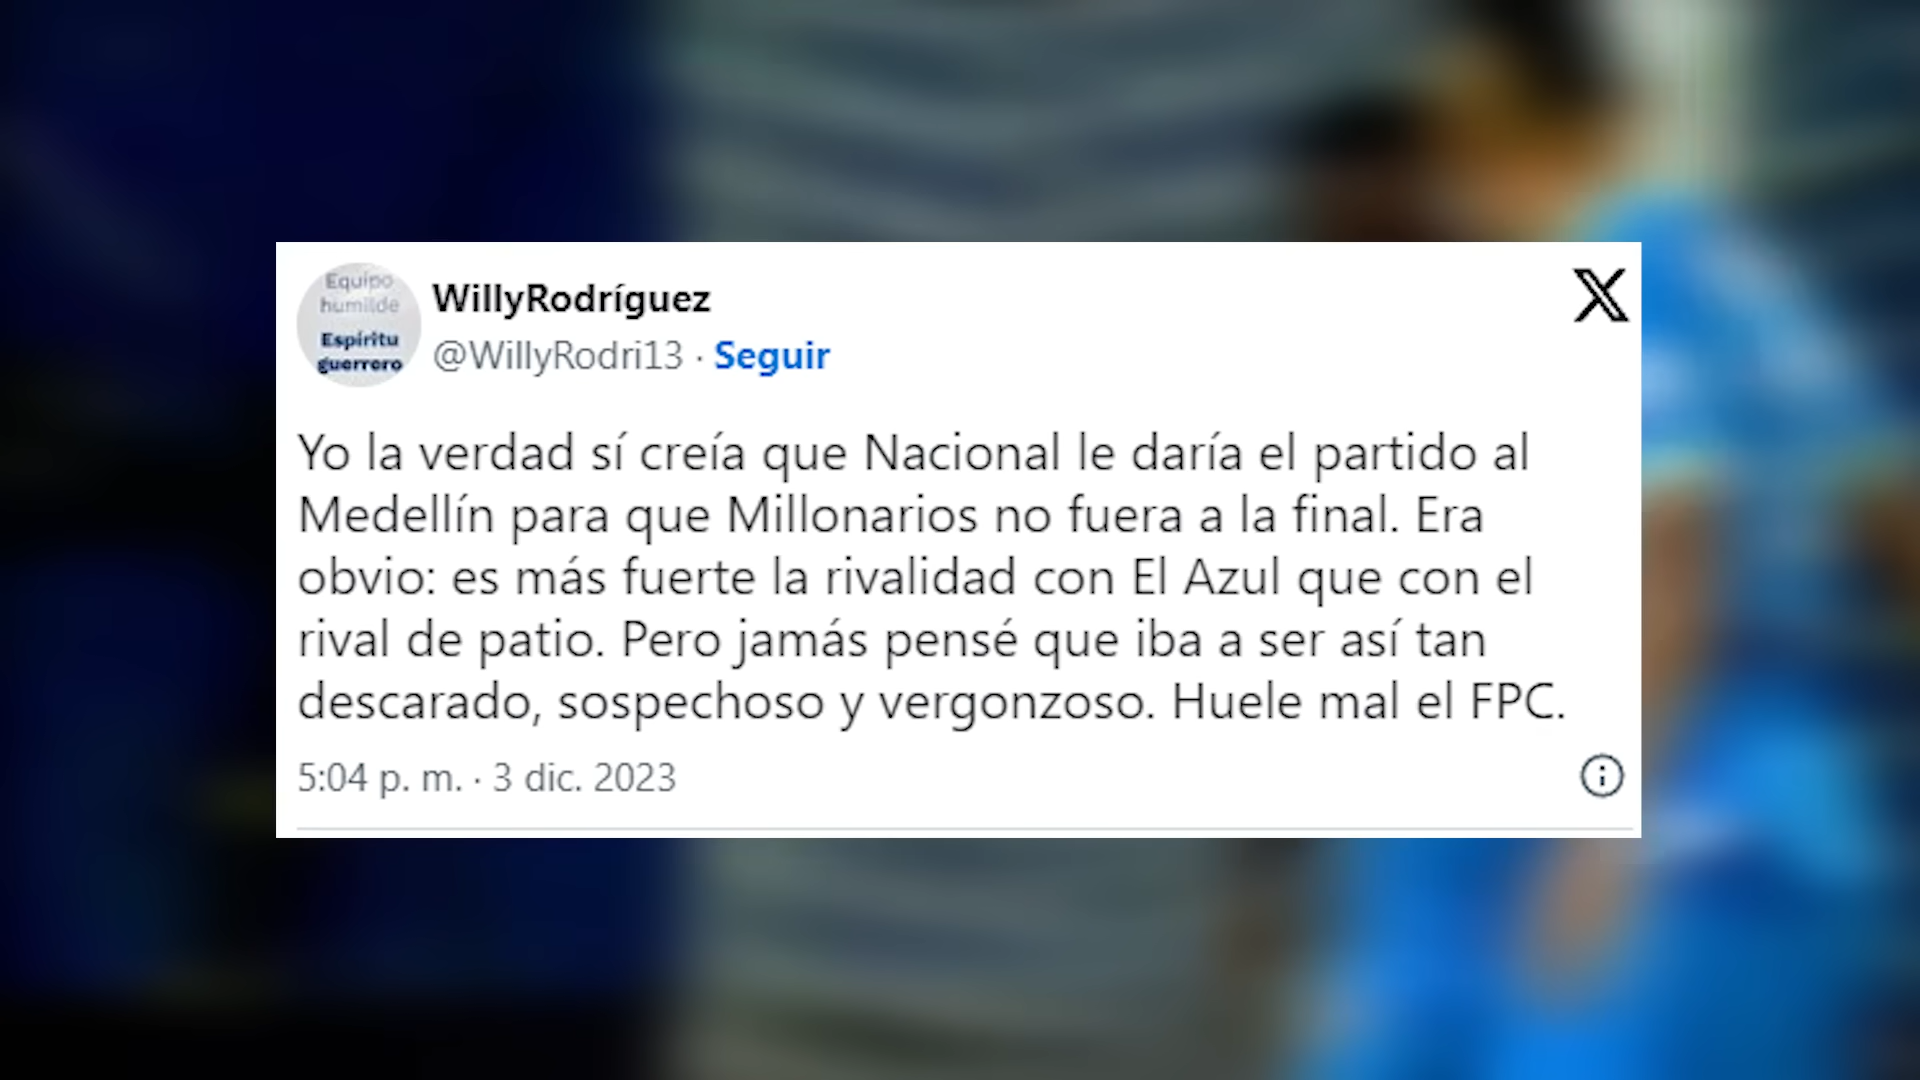 Equipo
humilde
Espíritu
guerrero
WillyRodríguez
@WillyRodri13 · Seguir
Yo la verdad sí creía que Nacional le daría el partido al
Medellín para que Millonarios no fuera a la final. Era
obvio: es más fuerte la rivalidad con El Azul que con el
rival de patio. Pero jamás pensé que iba a ser así tan
descarado, sospechoso y vergonzoso. Huele mal el FPC.
5:04 p. m. · 3 dic. 2023